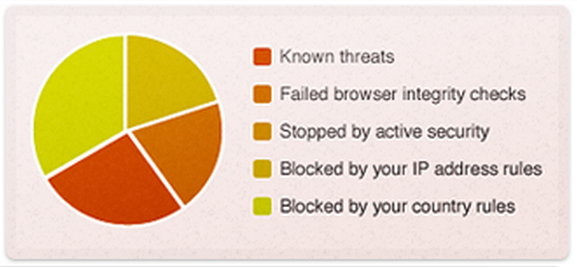 Known threats
Failed browser integrity checks
Stopped by active security
Blocked by your IP address rules
Blocked by your country rules